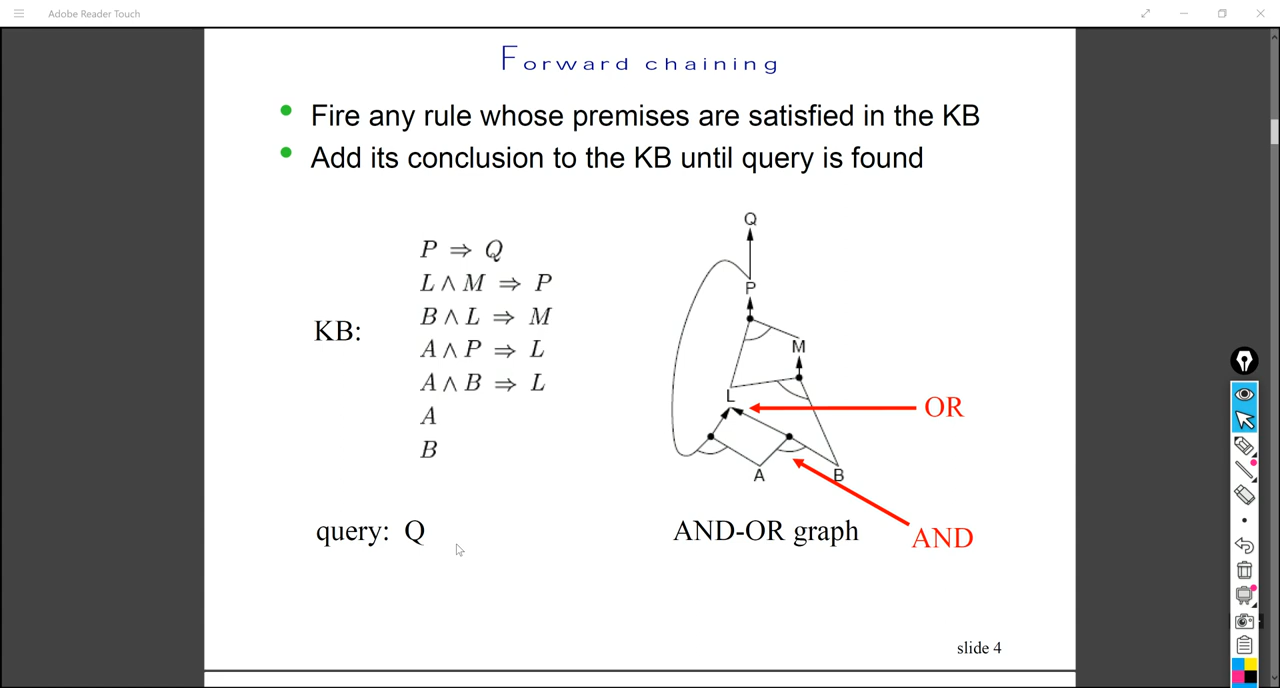 Adobe Reader Touch
Forward chaining
• Fire any rule whose premises are satisfied in the KB
• Add its conclusion to the KB until query is found
KB:
P ⇒ Q
L ∧ M ⇒ P
B ∧ L ⇒ M
A ∧ P ⇒ L
A ∧ B ⇒ L
A
B
Q
P
M
L
OR
A
B
query: Q
AND-OR graph
AND
slide 4